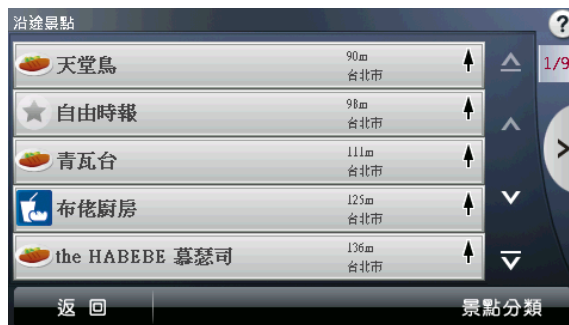 沿途景點
?
天堂鳥
90m
台北市
1/9
自由時報
98m
台北市
青瓦台
111m
台北市
布佬廚房
125m
台北市
the HABEBE 慕瑟司
136m
台北市
返回
景點分類